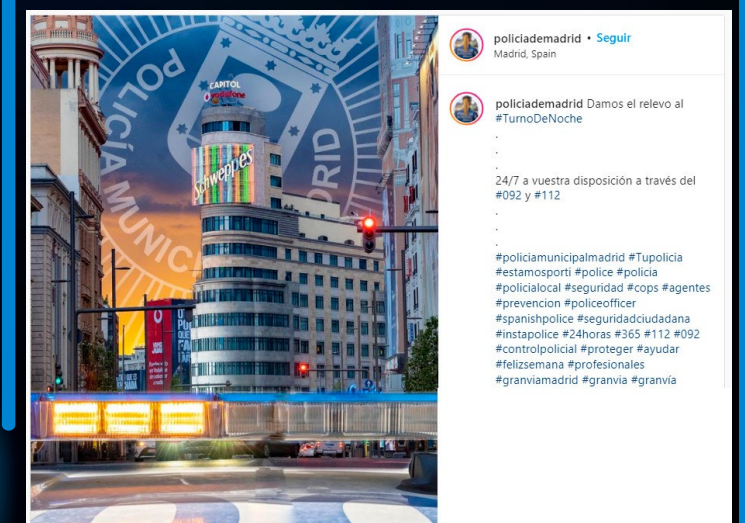 POLICÍA MUNICIPAL MADRID
CAPITOL
vodafone
Schweppes
policiademadrid • Seguir
Madrid, Spain
policiademadrid Damos el relevo al
#TurnoDeNoche
.
.
.
24/7 a vuestra disposición a través del
#092 y #112
.
.
.
#policiamunicipalmadrid #Tupolicia
#estamosporti #police #policia
#policialocal #seguridad #cops #agentes
#prevencion #policeofficer
#spanishpolice #seguridadciudadana
#instapolice #24horas #365 #112 #092
#controlpolicial #proteger #ayudar
#felizsemana #profesionales
#granviamadrid #granvia #granvía